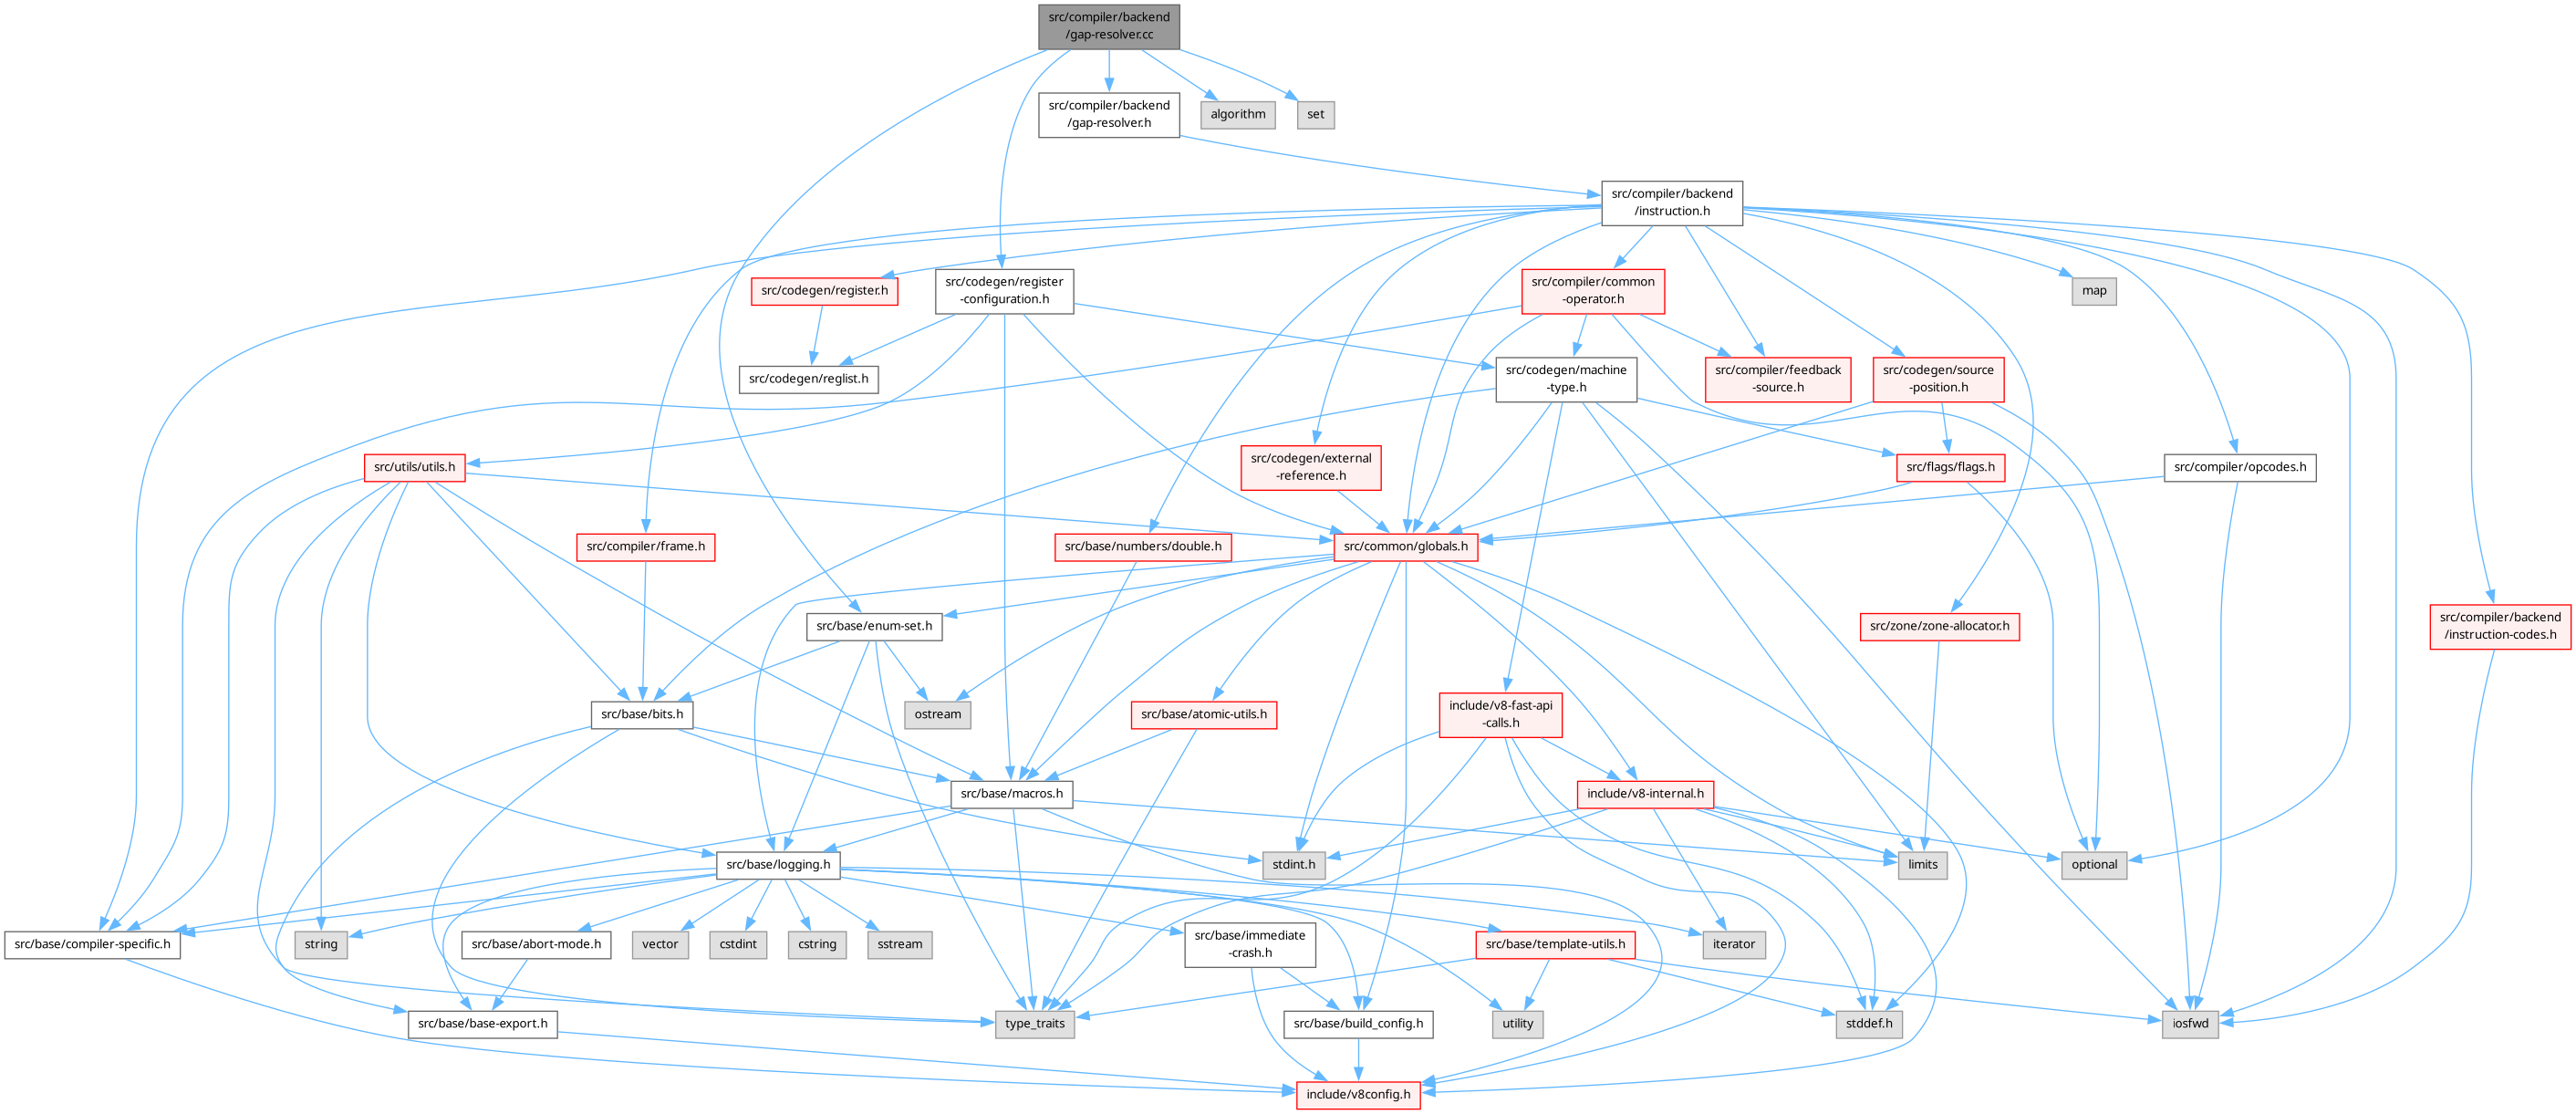 src/compiler/backend
/gap-resolver.cc
src/compiler/backend
/gap-resolver.h
algorithm
set
src/compiler/backend
/instruction.h
src/codegen/register.h
src/codegen/register
-configuration.h
src/compiler/common
-operator.h
map
src/codegen/reglist.h
src/codegen/machine
-type.h
src/compiler/feedback
-source.h
src/codegen/source
-position.h
src/utils/utils.h
src/codegen/external
-reference.h
src/flags/flags.h
src/compiler/opcodes.h
src/compiler/frame.h
src/base/numbers/double.h
src/common/globals.h
src/base/enum-set.h
src/zone/zone-allocator.h
src/compiler/backend
/instruction-codes.h
src/base/bits.h
ostream
src/base/atomic-utils.h
include/v8-fast-api
-calls.h
src/base/macros.h
include/v8-internal.h
src/base/logging.h
stdint.h
limits
optional
src/base/compiler-specific.h
string
src/base/abort-mode.h
vector
cstdint
cstring
sstream
src/base/immediate
-crash.h
src/base/template-utils.h
iterator
src/base/base-export.h
type_traits
src/base/build_config.h
utility
stddef.h
iosfwd
include/v8config.h